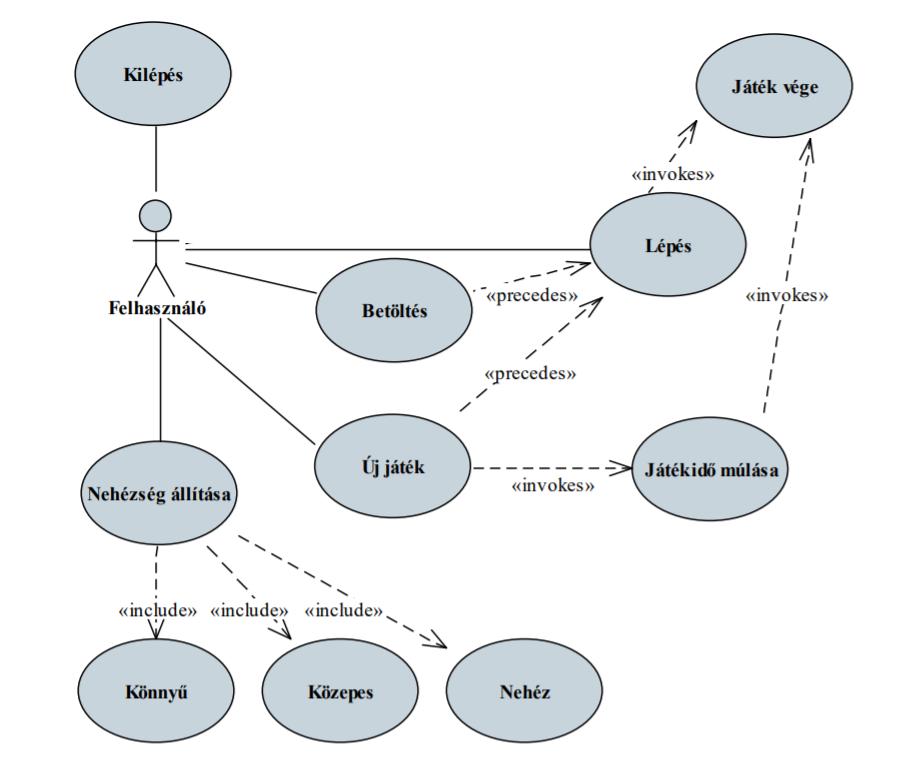 Kilépés
Játék vége
«invokes»
Lépés
Felhasználó
Betöltés
«precedes»
«invokes»
«precedes»
Új játék
Játékidő múlása
«invokes»
Nehézség állítása
«include»
«include»
«include»
Könnyű
Közepes
Nehéz